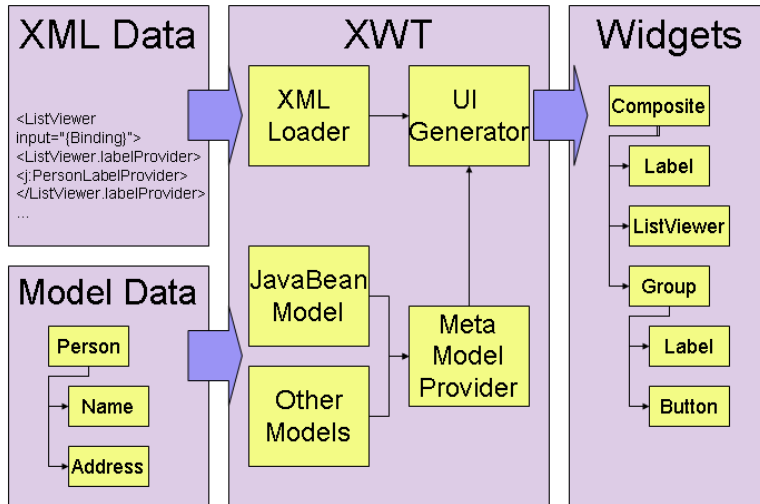 XML Data
<ListViewer
input="{Binding}">
<ListViewer.labelProvider>
<j:PersonLabelProvider>
</ListViewer.labelProvider>
...
Model Data
Person
Name
Address
XWT
XML
Loader
UI
Generator
JavaBean
Model
Other
Models
Meta
Model
Provider
Widgets
Composite
Label
ListViewer
Group
Label
Button